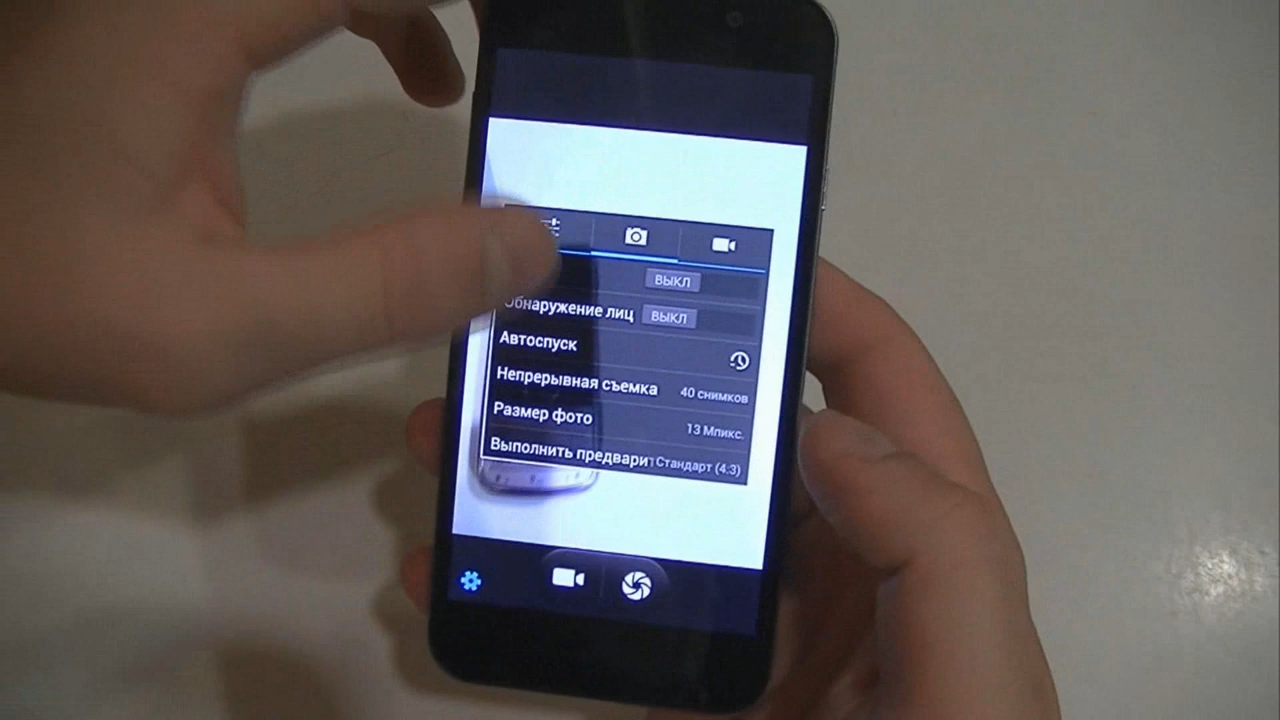 ВЫКЛ
Обнаружение лиц ВЫКЛ
Автоспуск
Непрерывная съемка 40 снимков
Размер фото 13 Мпикс.
Выполнить предвари Стандарт (4:3)